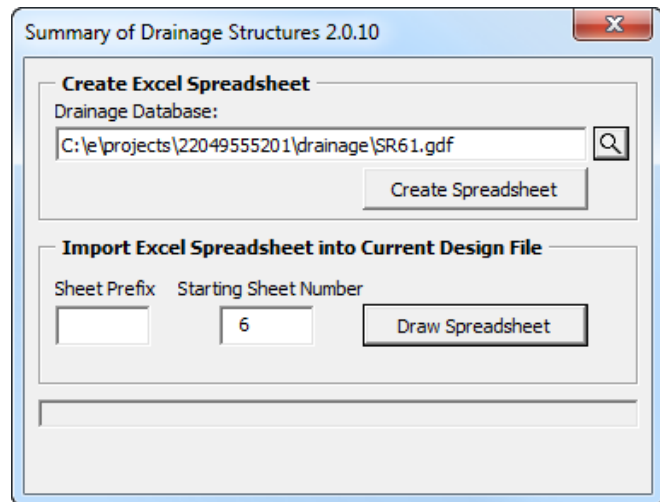 Summary of Drainage Structures 2.0.10
Create Excel Spreadsheet
Drainage Database:
C:\e\projects\22049555201\drainage\SR61.gdf
Create Spreadsheet
Import Excel Spreadsheet into Current Design File
Sheet Prefix Starting Sheet Number
6 Draw Spreadsheet